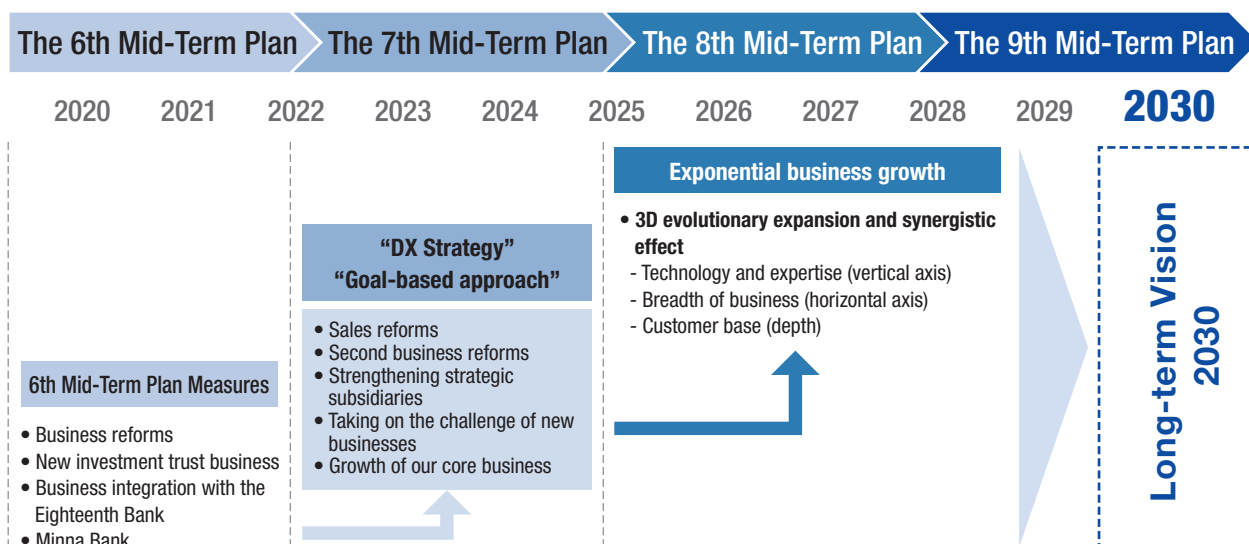 The 6th Mid-Term Plan
The 7th Mid-Term Plan
The 8th Mid-Term Plan
The 9th Mid-Term Plan
2020
2021
2022
2023
2024
2025
2026
2027
2028
2029
2030
6th Mid-Term Plan Measures
• Business reforms
• New investment trust business
• Business integration with the
Eighteenth Bank
• Minna Bank
“DX Strategy”
“Goal-based approach”
• Sales reforms
• Second business reforms
• Strengthening strategic
subsidiaries
• Taking on the challenge of new
businesses
• Growth of our core business
Exponential business growth
• 3D evolutionary expansion and synergistic
effect
- Technology and expertise (vertical axis)
- Breadth of business (horizontal axis)
- Customer base (depth)
Long-term Vision
2030